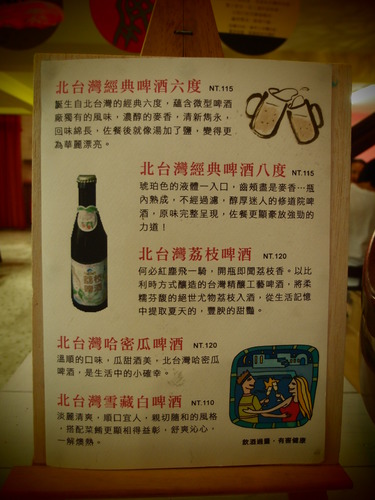 北台灣經典啤酒六度 NT.115
誕生自北台灣的經典六度，蘊含微型啤酒
廠獨有的風味，濃醇的麥香，清新雋永，
回味綿長，佐餐後就像湯加了鹽，變得更
為華麗漂亮。
北台灣經典啤酒八度 NT.115
琥珀色的液體一入口，齒頰盡是麥香…瓶
內熟成，不經過濾，醇厚迷人的修道院啤
酒，原味完整呈現，佐餐更顯豪放強勁的
力道！
北台灣荔枝啤酒 NT.120
何必紅塵飛一騎，開瓶即聞荔枝香。以比
利時方式釀造的台灣精釀工藝啤酒，將柔
糯芬馥的絕世尤物荔枝入酒，從生活記憶
中提取夏天的，豐腴的甜豔。
北台灣哈密瓜啤酒 NT.120
溫順的口味，瓜甜酒美，北台灣哈密瓜
啤酒，是生活中的小確幸。
北台灣雪藏白啤酒 NT.110
淡麗清爽，順口宜人，親切隨和的風格
，搭配菜餚更顯相得益彰，舒爽沁心，
一解燠熱。
飲酒過量，有害健康